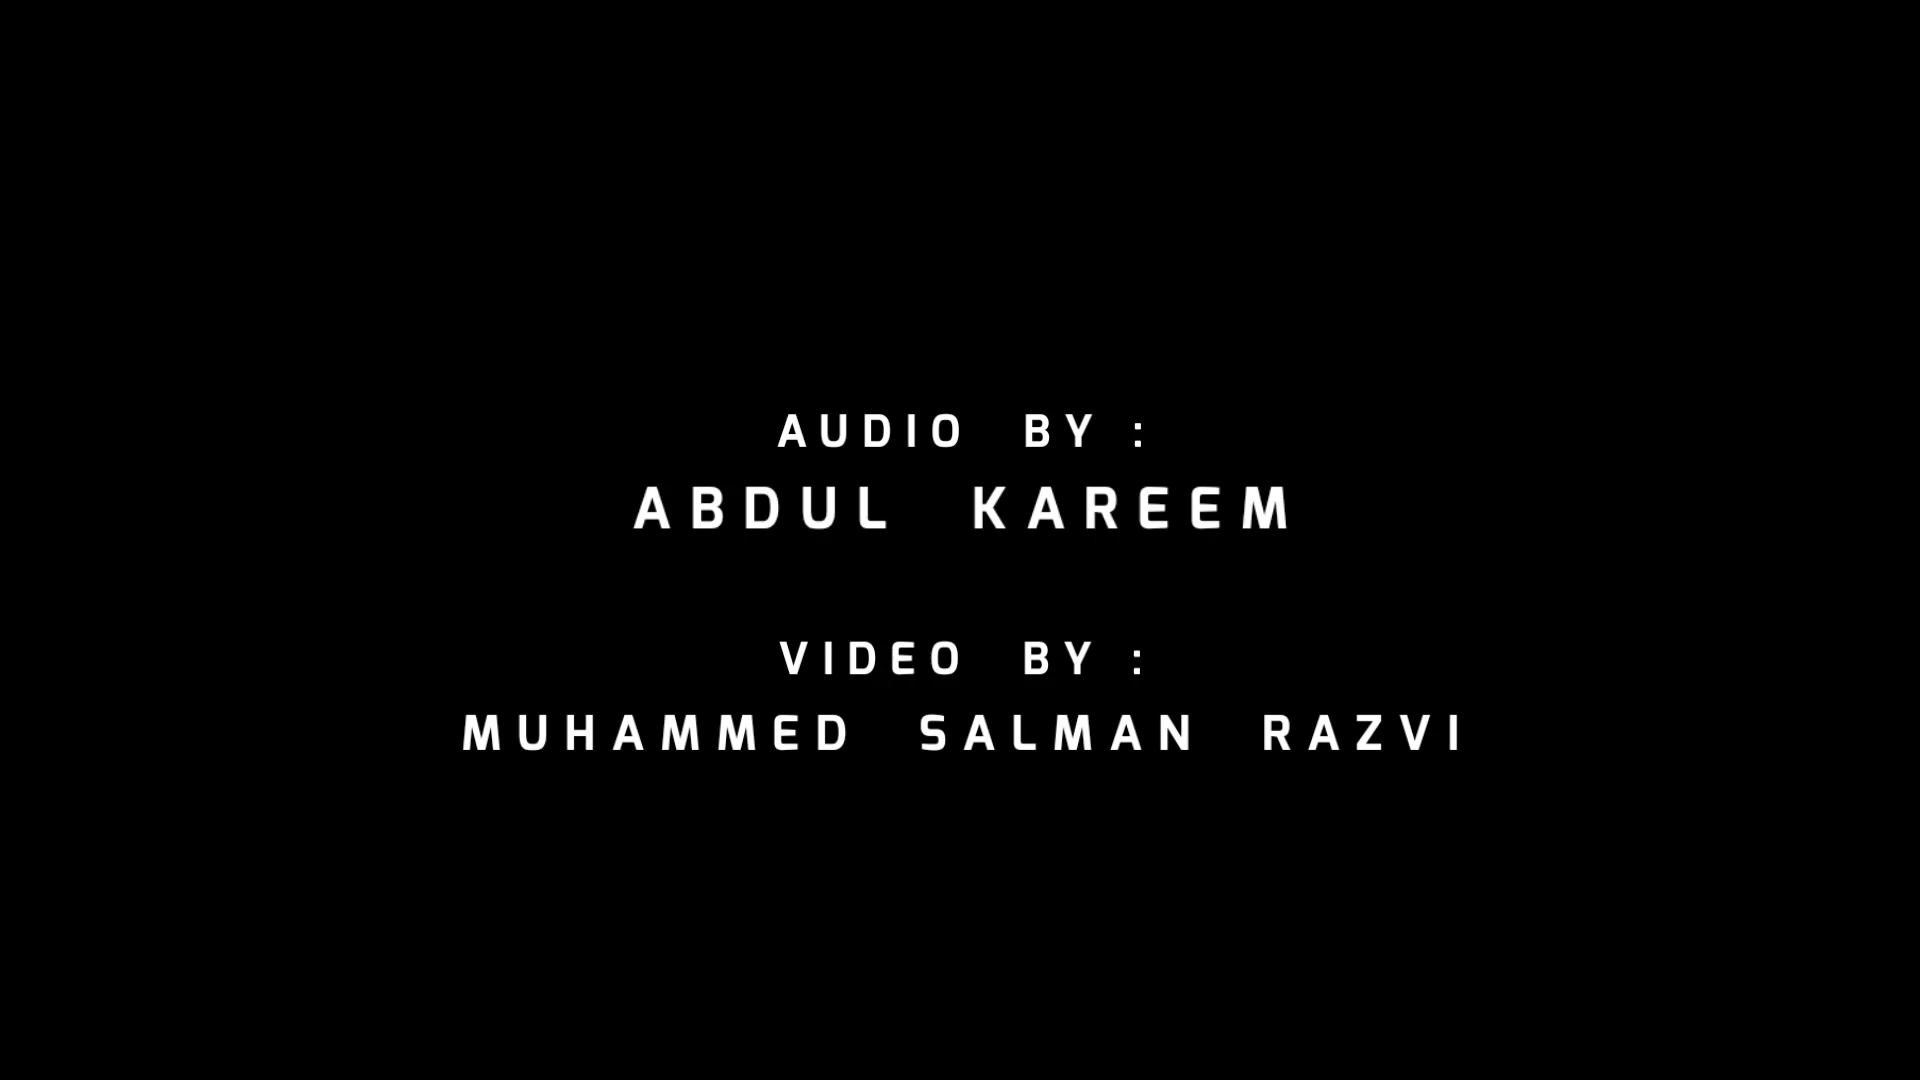 AUDIO BY :
ABDUL KAREEM
VIDEO BY :
MUHAMMED SALMAN RAZVI